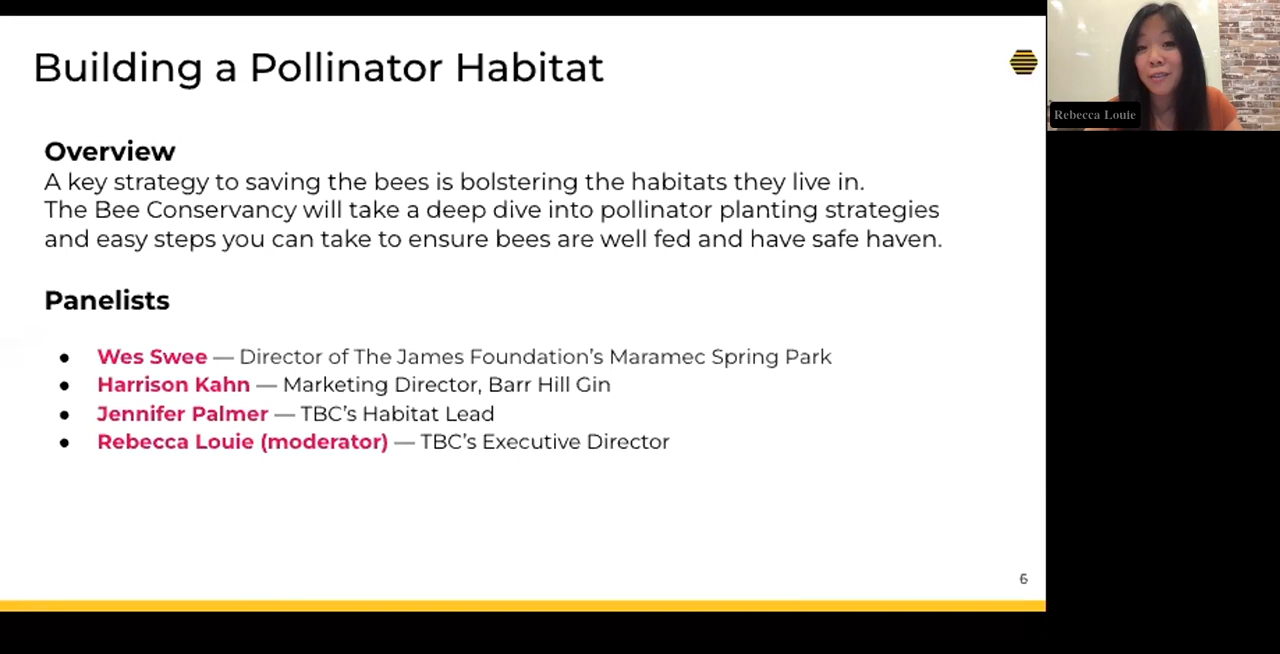 Building a Pollinator Habitat
Rebecca Louie
Overview
A key strategy to saving the bees is bolstering the habitats they live in.
The Bee Conservancy will take a deep dive into pollinator planting strategies
and easy steps you can take to ensure bees are well fed and have safe haven.
Panelists
● Wes Swee — Director of The James Foundation’s Maramec Spring Park
● Harrison Kahn — Marketing Director, Barr Hill Gin
● Jennifer Palmer — TBC’s Habitat Lead
● Rebecca Louie (moderator) — TBC’s Executive Director
6